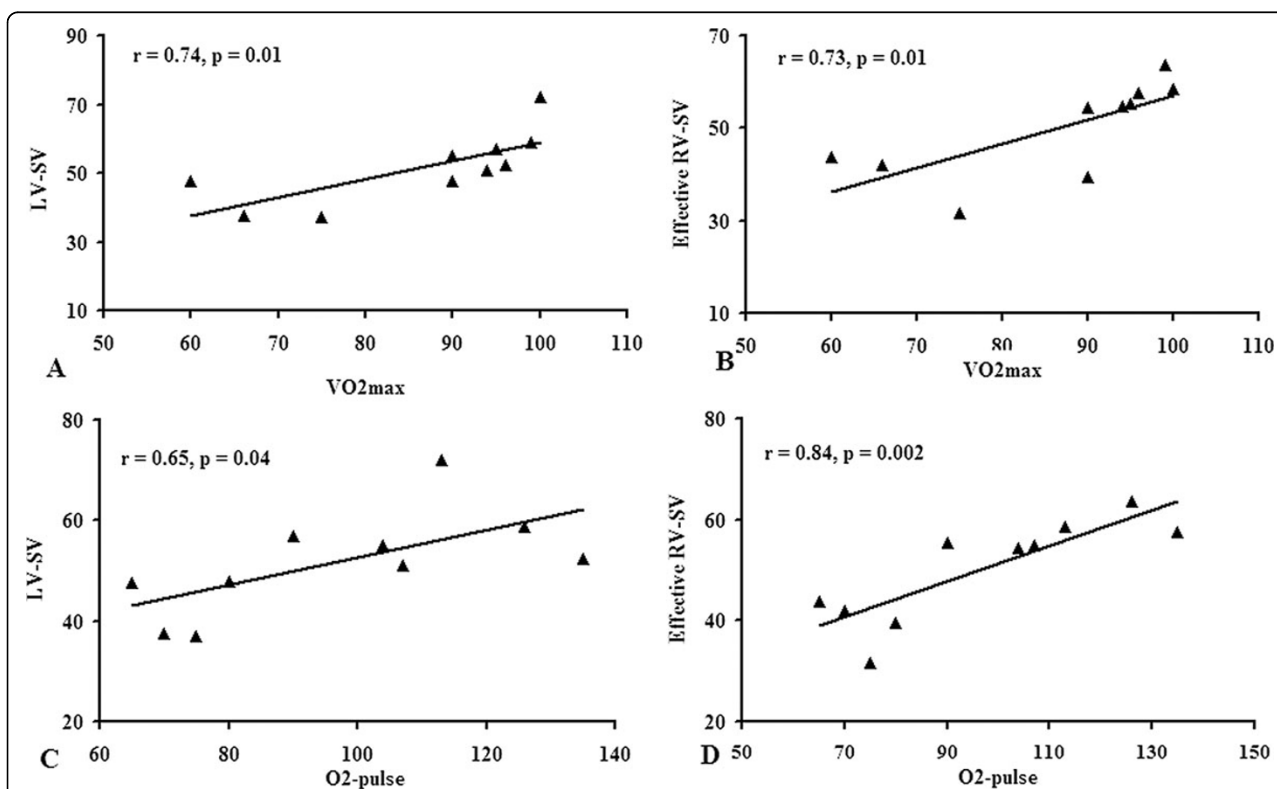 r = 0.74, p = 0.01
LV-SV
90
70
50
30
10
50 60 70 80 90 100 110
A
VO2max
r = 0.73, p = 0.01
Effective RV-SV
70
50
30
10
50 60 70 80 90 100 110
B
VO2max
r = 0.65, p = 0.04
LV-SV
80
60
40
20
60 80 100 120 140
C
O2-pulse
r = 0.84, p = 0.002
Effective RV-SV
80
60
40
20
50 70 90 110 130 150
D
O2-pulse